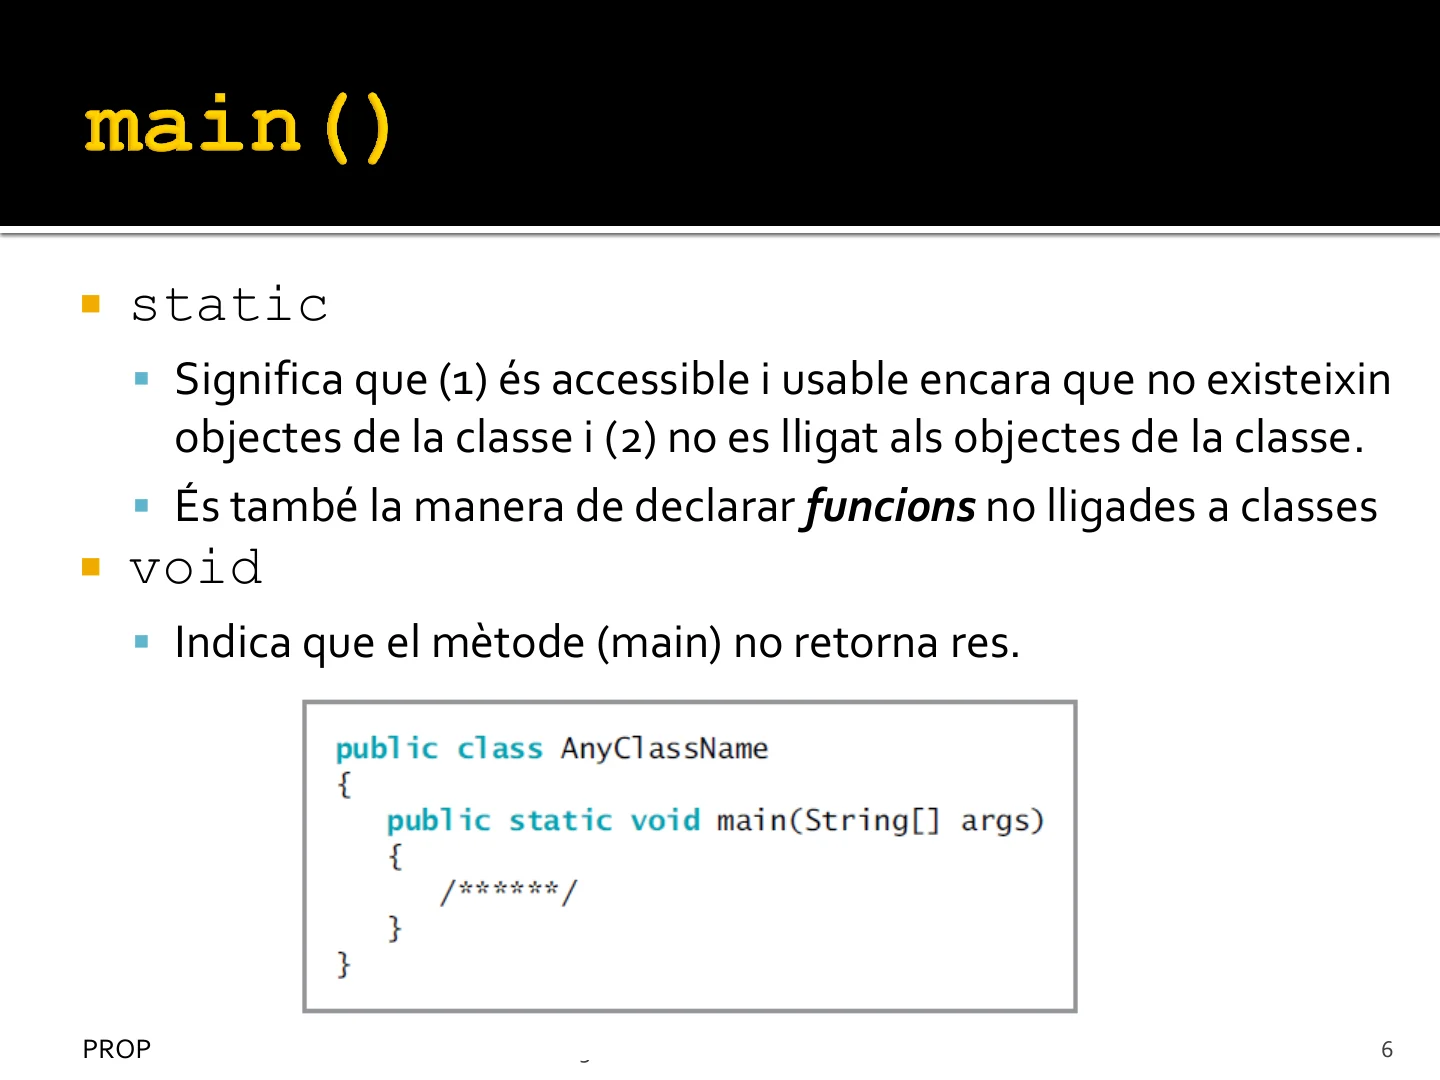 main()
static
Significa que (1) és accessible i usable encara que no existeixin
objectes de la classe i (2) no es lligat als objectes de la classe.
És també la manera de declarar funcions no lligades a classes
void
Indica que el mètode (main) no retorna res.
public class AnyClassName
{
public static void main(String[] args)
{
/******/
}
}
PROP
6